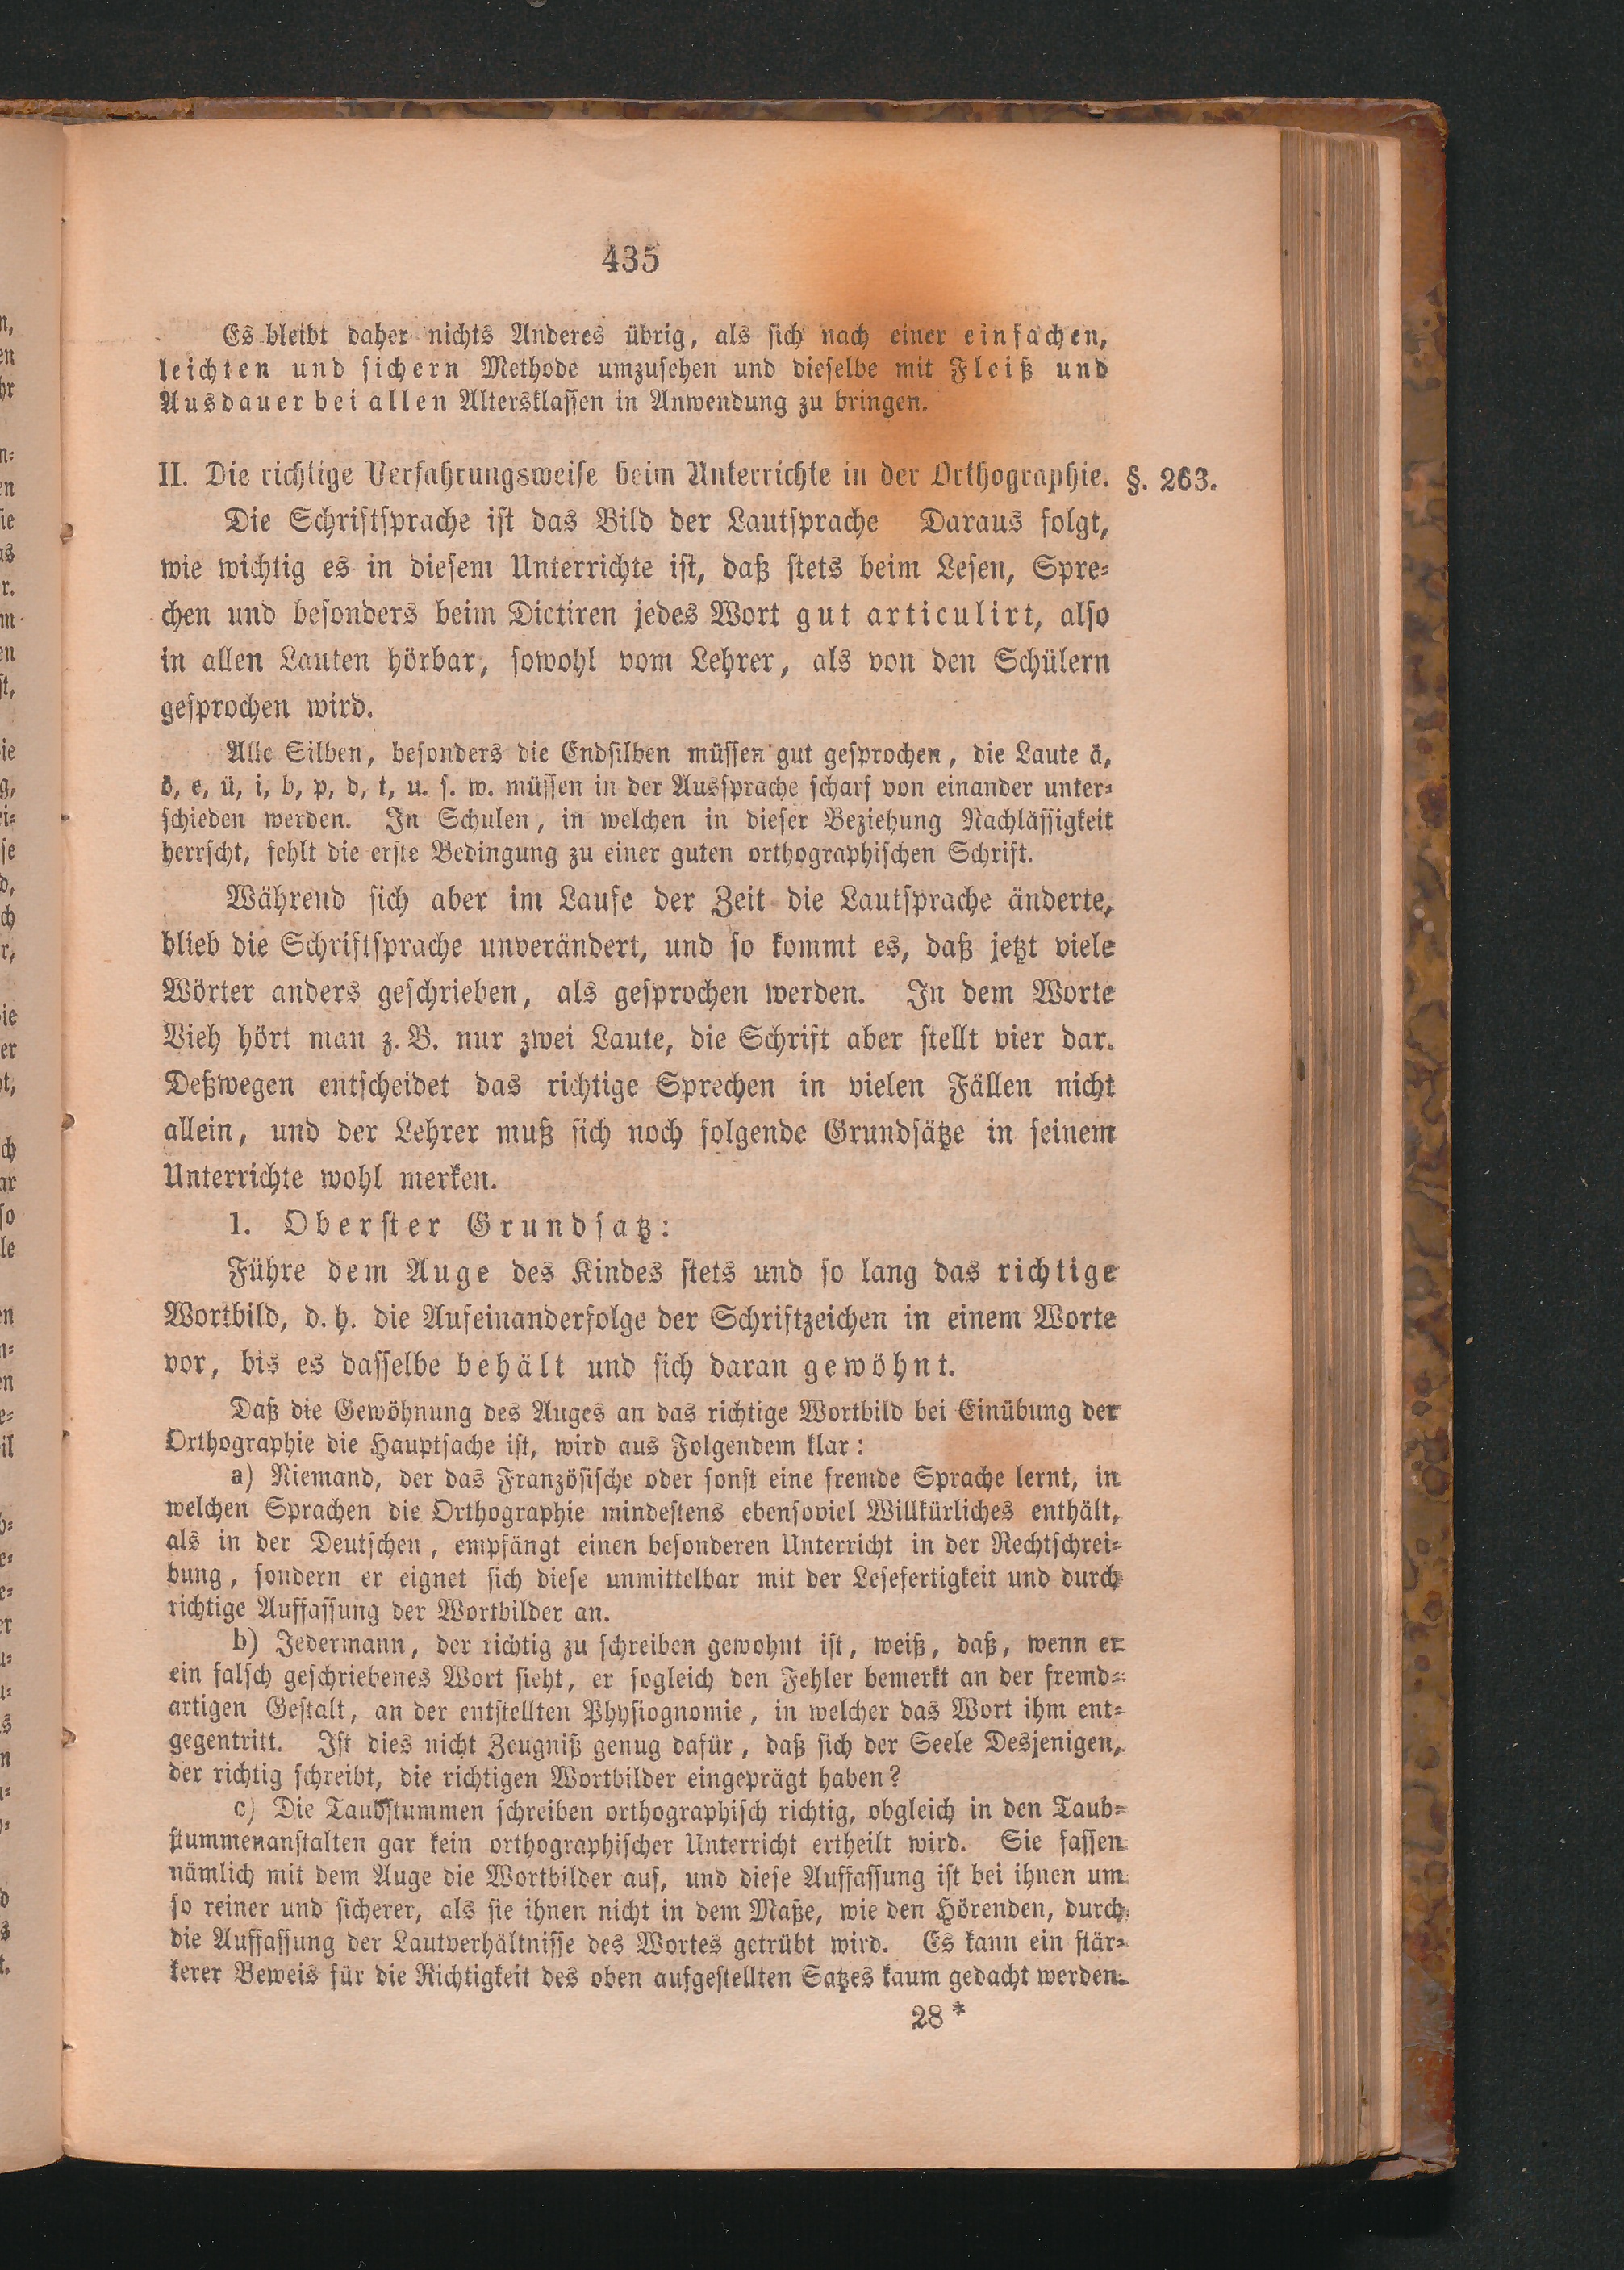 435
Es bleibt daher nichts Anderes übrig, als sich nach einer einfachen,
leichten und sichern Methode umzusehen und dieselbe mit Fleiß und
Ausdauer bei allen Altersklassen in Anwendung zu bringen.
II. Die richtige Verfahrungsweise beim Unterrichte in der Orthographie. §. 263.
Die Schriftsprache ist das Bild der Lautsprache Daraus folgt,
wie wichtig es in diesem Unterrichte ist, daß stets beim Lesen, Spre-
chen und besonders beim Dictiren jedes Wort gut articulirt, also
in allen Lauten hörbar, sowohl vom Lehrer, als von den Schülern
gesprochen wird.
Alle Silben, besonders die Endsilben müssen gut gesprochen, die Laute ä,
ö, e, ü, i, b, p, d, t, u. s. w. müssen in der Aussprache scharf von einander unter-
schieden werden. In Schulen, in welchen in dieser Beziehung Nachlässigkeit
herrscht, fehlt die erste Bedingung zu einer guten orthographischen Schrift.
Während sich aber im Laufe der Zeit die Lautsprache änderte,
blieb die Schriftsprache unverändert, und so kommt es, daß jetzt viele
Wörter anders geschrieben, als gesprochen werden. In dem Worte
Vieh hört man z. B. nur zwei Laute, die Schrift aber stellt vier dar.
Deßwegen entscheidet das richtige Sprechen in vielen Fällen nicht
allein, und der Lehrer muß sich noch folgende Grundsätze in seinem
Unterrichte wohl merken.
1. Oberster Grundsatz:
Führe dem Auge des Kindes stets und so lang das richtige
Wortbild, d. h. die Aufeinanderfolge der Schriftzeichen in einem Worte
vor, bis es dasselbe behält und sich daran gewöhnt.
Daß die Gewöhnung des Auges an das richtige Wortbild bei Einübung der
Orthographie die Hauptsache ist, wird aus Folgendem klar:
a) Niemand, der das Französische oder sonst eine fremde Sprache lernt, in
welchen Sprachen die Orthographie mindestens ebensoviel Willkürliches enthält,
als in der Deutschen, empfängt einen besonderen Unterricht in der Rechtschrei-
bung, sondern er eignet sich diese unmittelbar mit der Lesefertigkeit und durch
richtige Auffassung der Wortbilder an.
b) Jedermann, der richtig zu schreiben gewohnt ist, weiß, daß, wenn er
ein falsch geschriebenes Wort sieht, er sogleich den Fehler bemerkt an der fremd-
artigen Gestalt, an der entstellten Physiognomie, in welcher das Wort ihm ent-
gegentritt. Ist dies nicht Zeugniß genug dafür, daß sich der Seele Desjenigen,
der richtig schreibt, die richtigen Wortbilder eingeprägt haben?
c) Die Taubstummen schreiben orthographisch richtig, obgleich in den Taub-
stummenanstalten gar kein orthographischer Unterricht ertheilt wird. Sie fassen
nämlich mit dem Auge die Wortbilder auf, und diese Auffassung ist bei ihnen um
so reiner und sicherer, als sie ihnen nicht in dem Maße, wie den Hörenden, durch
die Auffassung der Lautverhältnisse des Wortes getrübt wird. Es kann ein stär-
kerer Beweis für die Richtigkeit des oben aufgestellten Satzes kaum gedacht werden.
28*